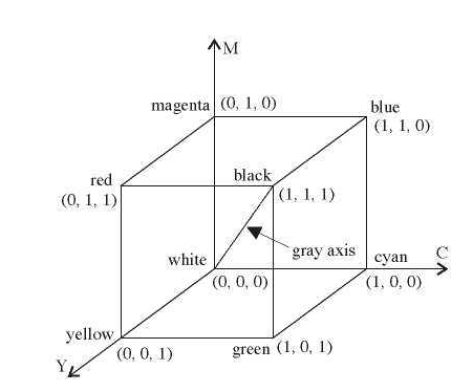 M
magenta (0, 1, 0)
blue
(1, 1, 0)
red
(0, 1, 1)
black
(1, 1, 1)
gray axis
white
(0, 0, 0)
cyan
(1, 0, 0)
C
yellow
(0, 0, 1)
green (1, 0, 1)
Y